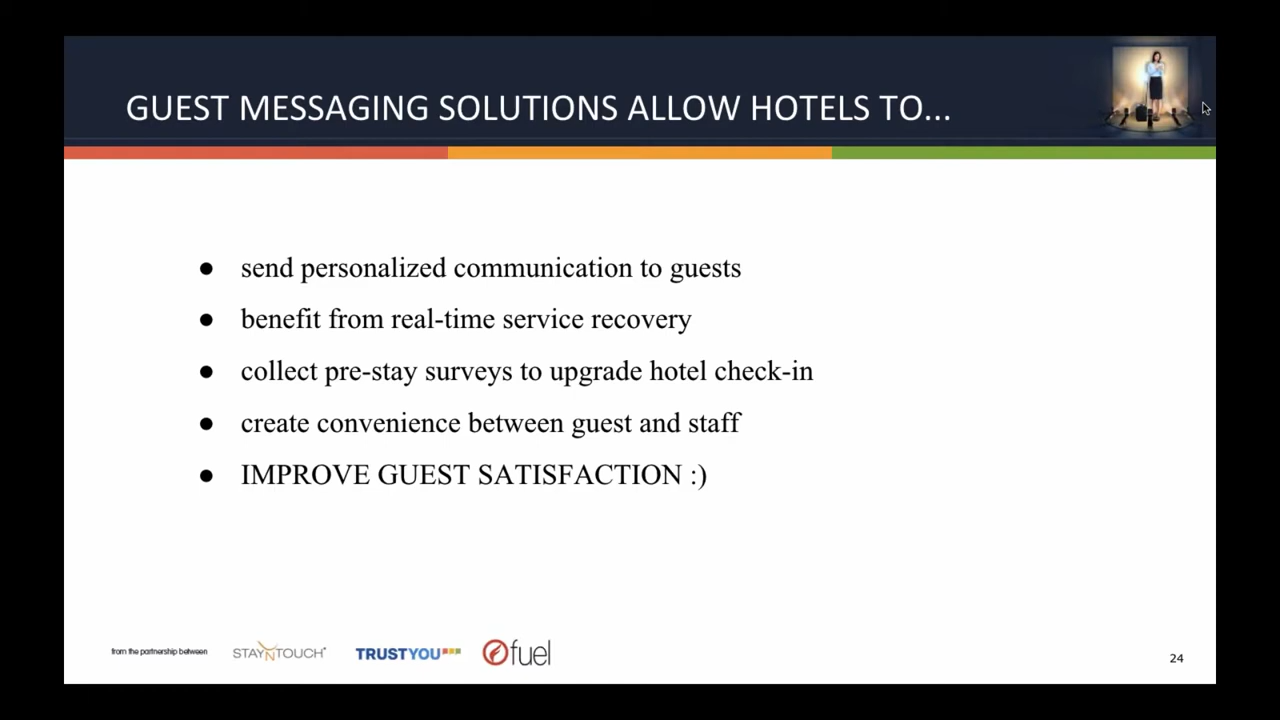 GUEST MESSAGING SOLUTIONS ALLOW HOTELS TO...
● send personalized communication to guests
● benefit from real-time service recovery
● collect pre-stay surveys to upgrade hotel check-in
● create convenience between guest and staff
● IMPROVE GUEST SATISFACTION :)
from the partnership between STAYNTOUCH TRUSTYOU fuel
24